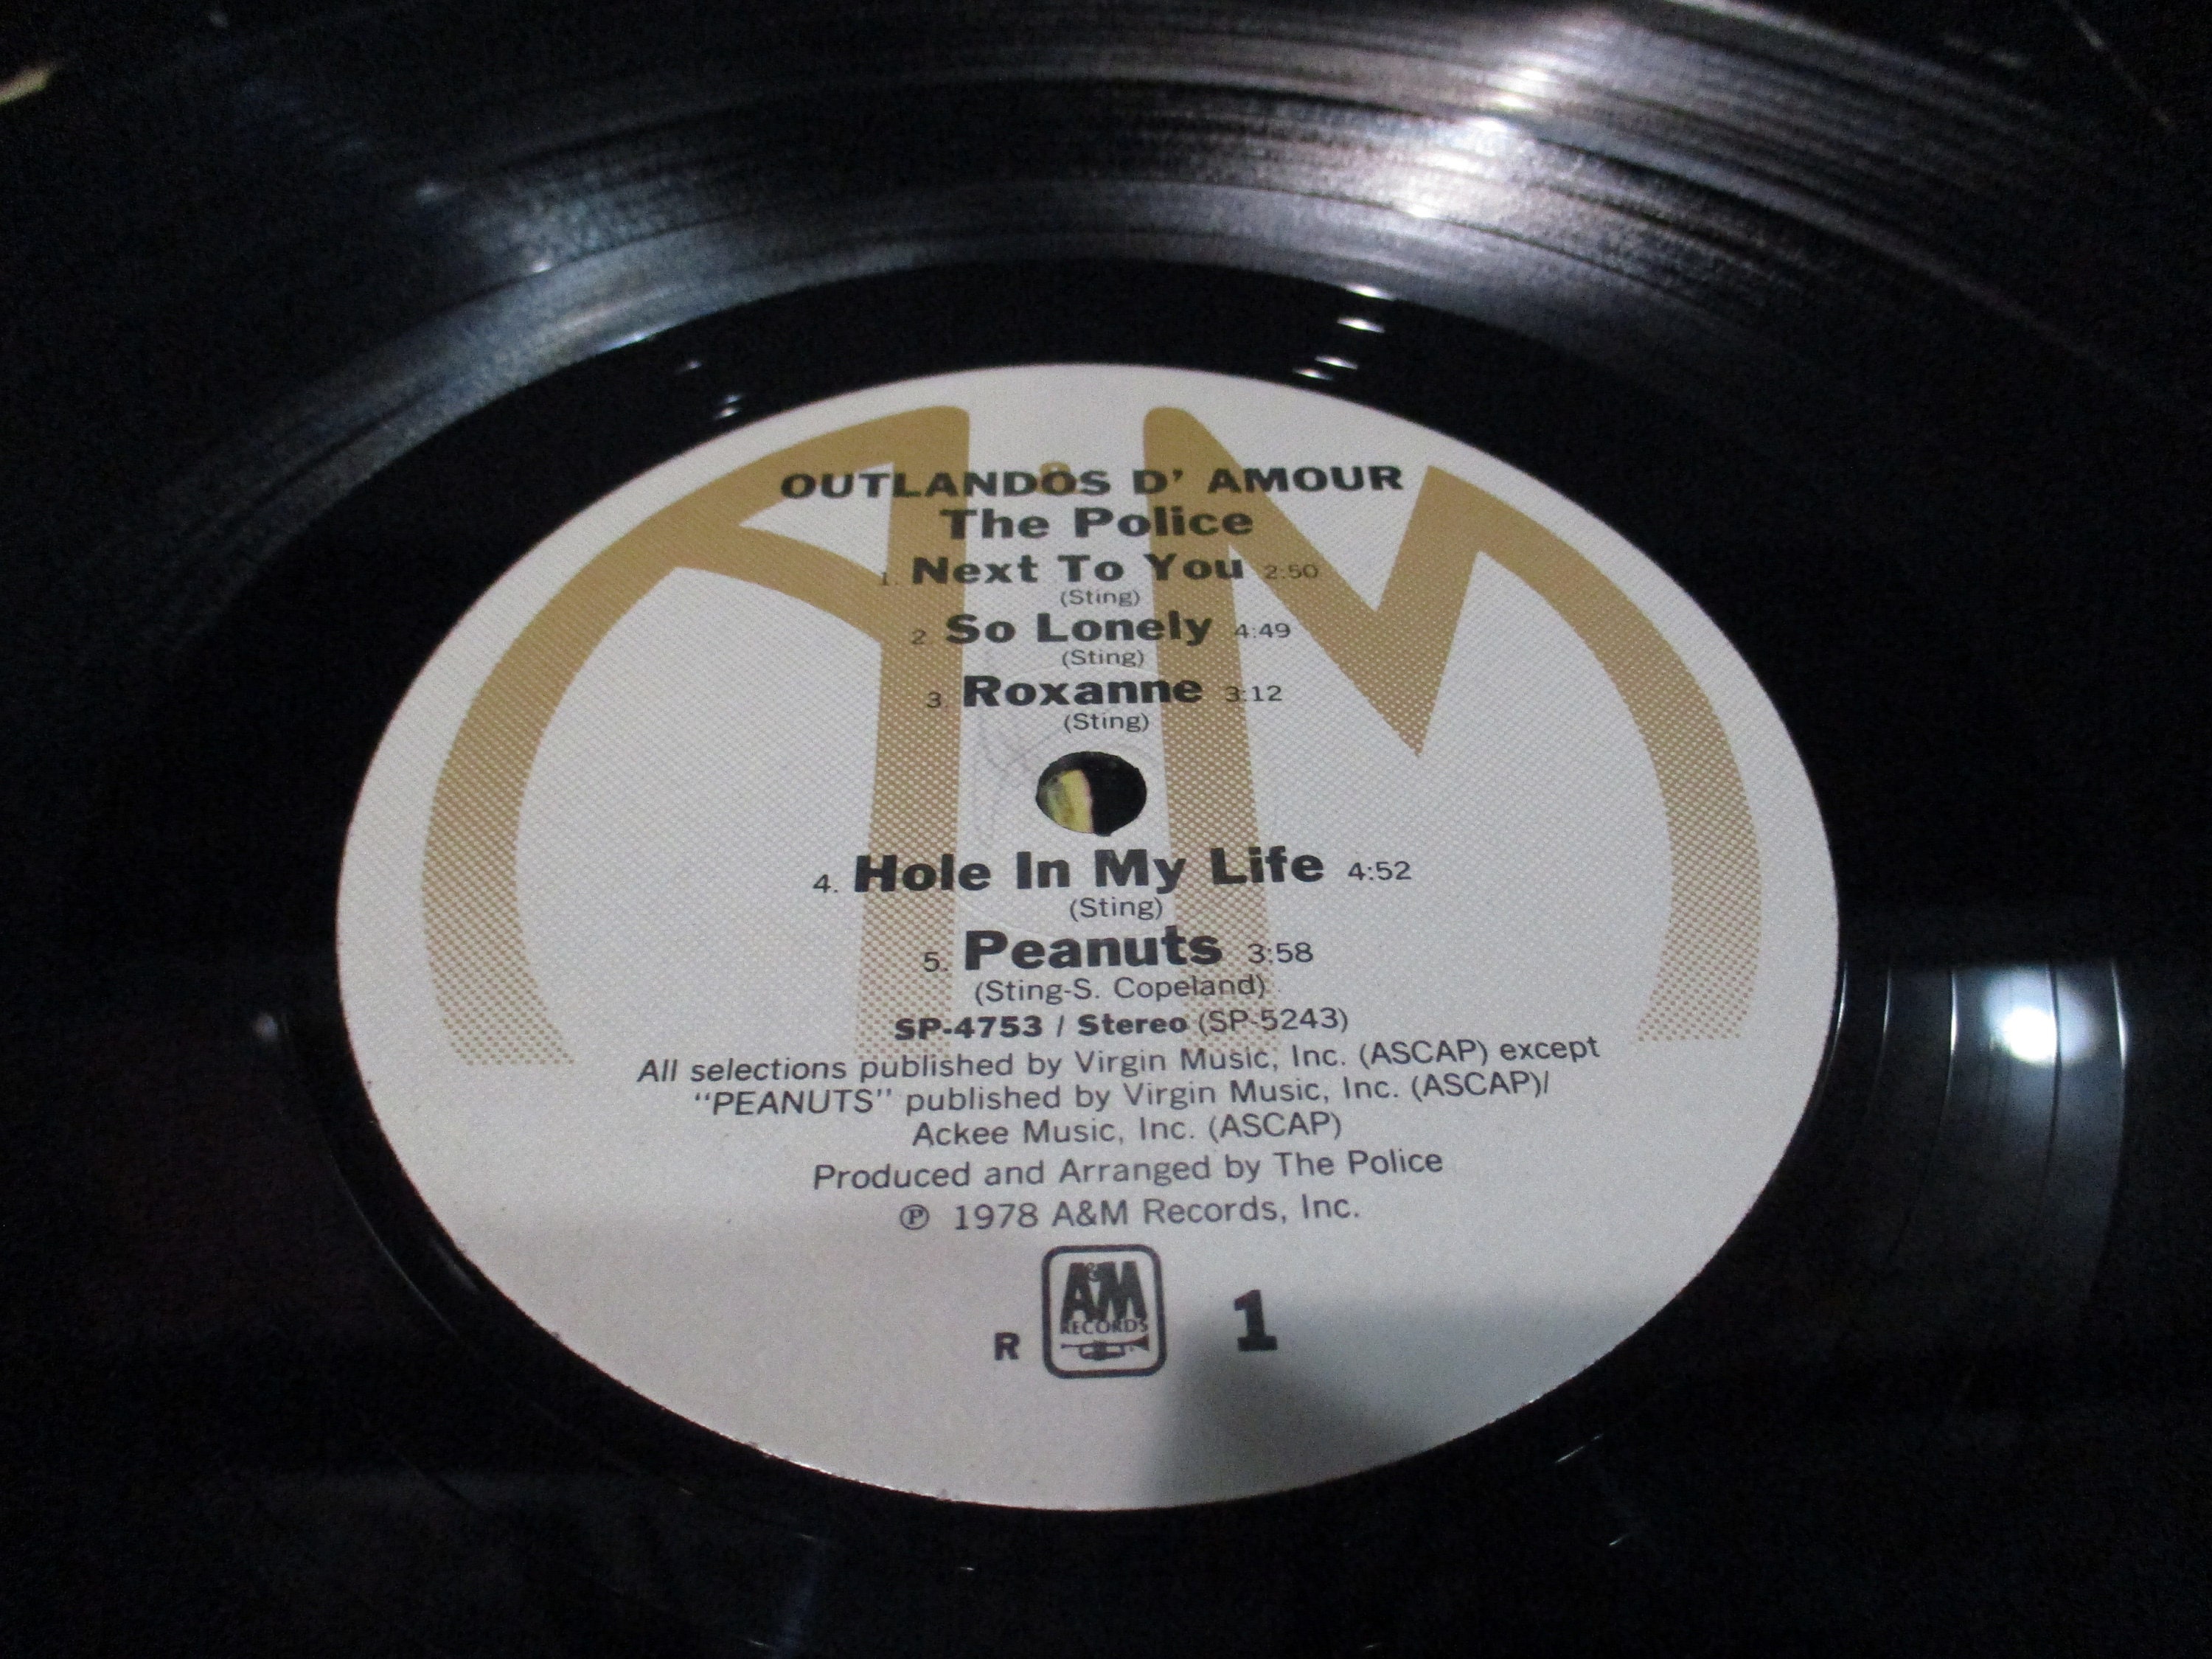 OUTLANDOS D' AMOUR
The Police
1. Next To You 2:50
(Sting)
2 So Lonely 4:49
(Sting)
3 Roxanne 3:12
(Sting)
4. Hole In My Life 4:52
(Sting)
5. Peanuts 3:58
(Sting-S. Copeland)
SP-4753 / Stereo (SP-5243)
All selections published by Virgin Music, Inc. (ASCAP) except
"PEANUTS" published by Virgin Music, Inc. (ASCAP)/
Ackee Music, Inc. (ASCAP)
Produced and Arranged by The Police
℗ 1978 A&M Records, Inc.
R A&M RECORDS 1
A&M